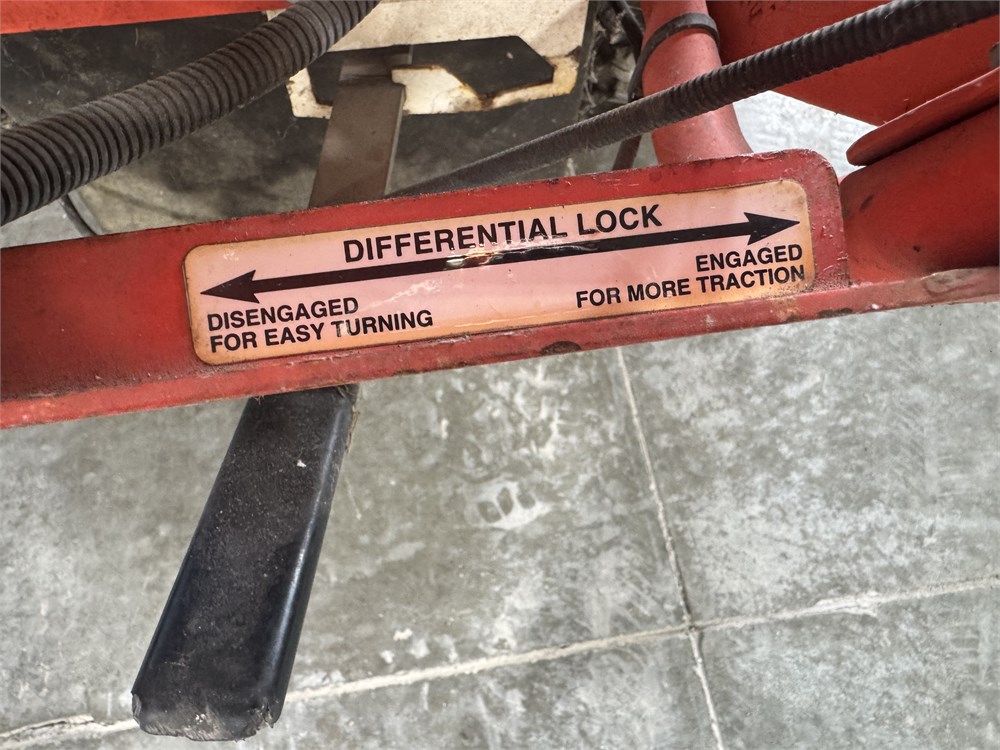 DIFFERENTIAL LOCK
DISENGAGED
FOR EASY TURNING
ENGAGED
FOR MORE TRACTION